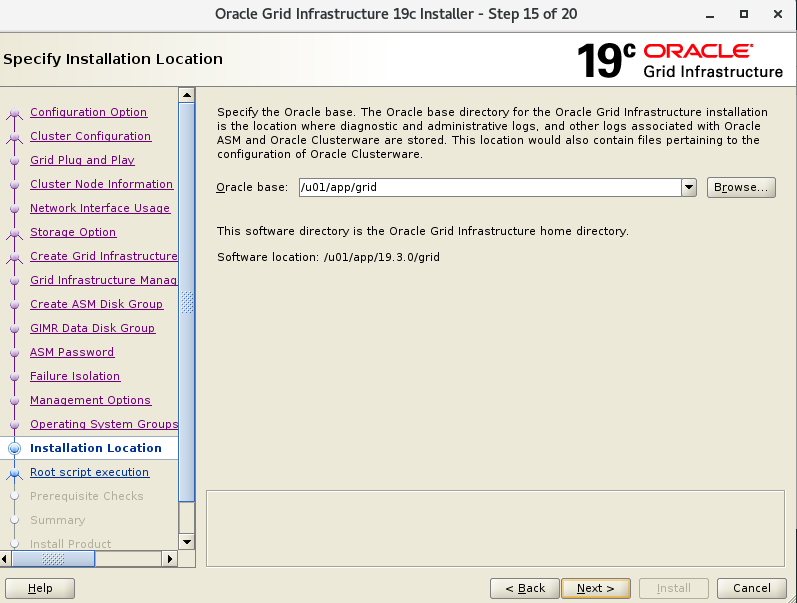 Oracle Grid Infrastructure 19c Installer - Step 15 of 20
Specify Installation Location
19c ORACLE
Grid Infrastructure
Configuration Option
Cluster Configuration
Grid Plug and Play
Cluster Node Information
Network Interface Usage
Storage Option
Create Grid Infrastructure
Grid Infrastructure Manag
Create ASM Disk Group
GIMR Data Disk Group
ASM Password
Failure Isolation
Management Options
Operating System Groups
Installation Location
Root script execution
Prerequisite Checks
Summary
Install Product
Specify the Oracle base. The Oracle base directory for the Oracle Grid Infrastructure installation
is the location where diagnostic and administrative logs, and other logs associated with Oracle
ASM and Oracle Clusterware are stored. This location would also contain files pertaining to the
configuration of Oracle Clusterware.
Oracle base: /u01/app/grid Browse...
This software directory is the Oracle Grid Infrastructure home directory.
Software location: /u01/app/19.3.0/grid
Help < Back Next > Install Cancel